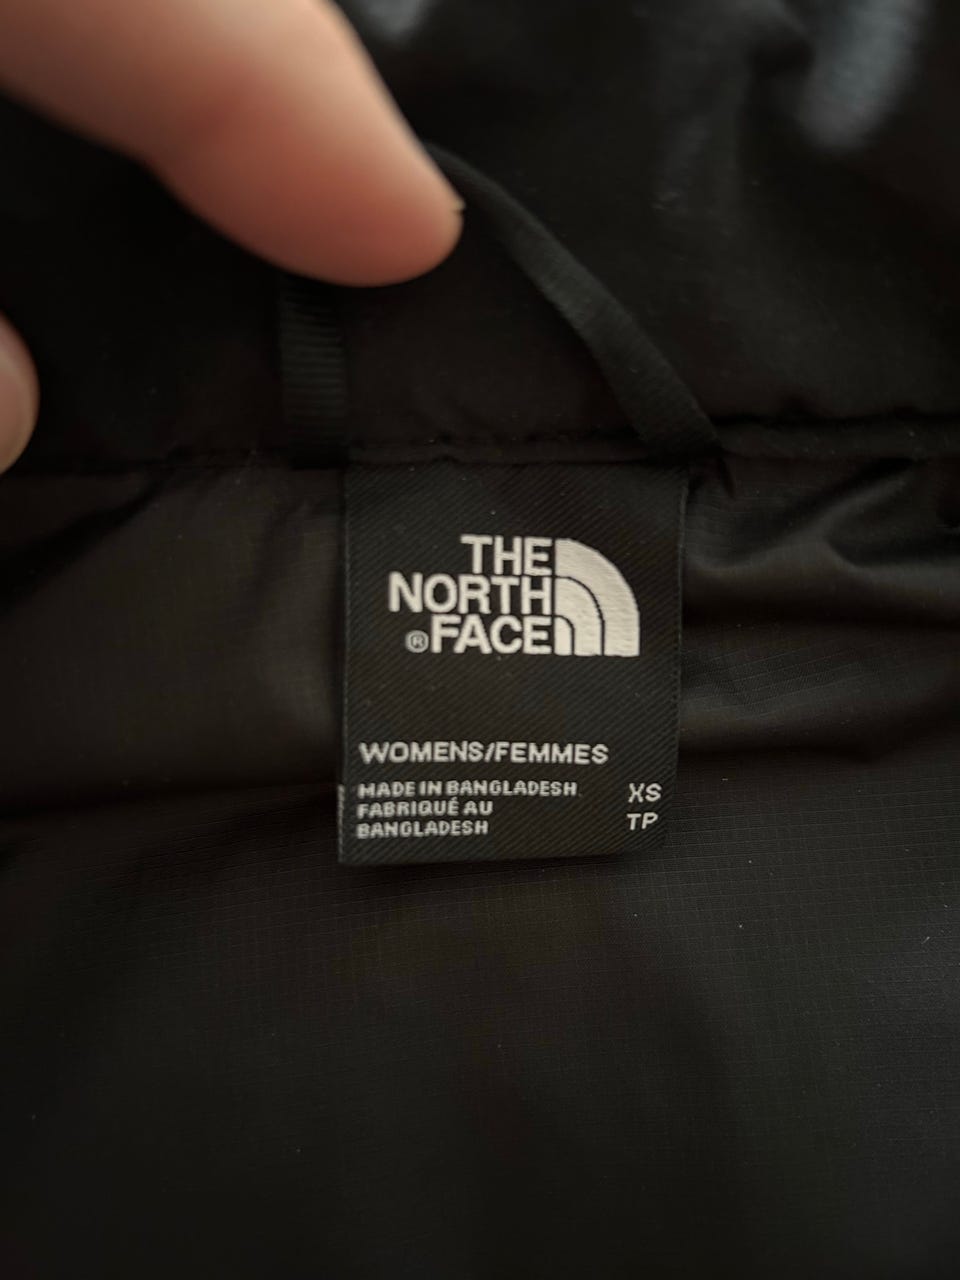 THE
NORTH
®FACE
WOMENS/FEMMES
MADE IN BANGLADESH XS
FABRIQUÉ AU TP
BANGLADESH